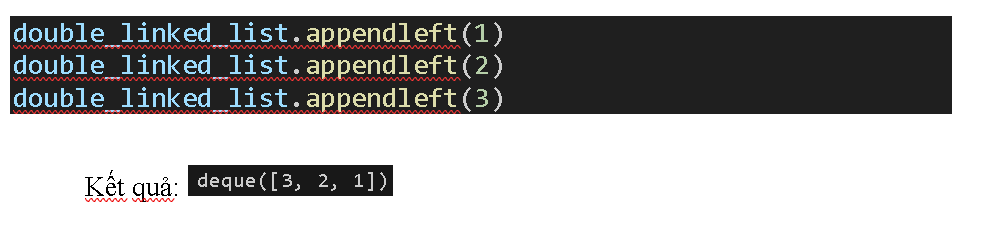 double_linked_list.appendleft(1)
double_linked_list.appendleft(2)
double_linked_list.appendleft(3)
Kết quả: deque([3, 2, 1])